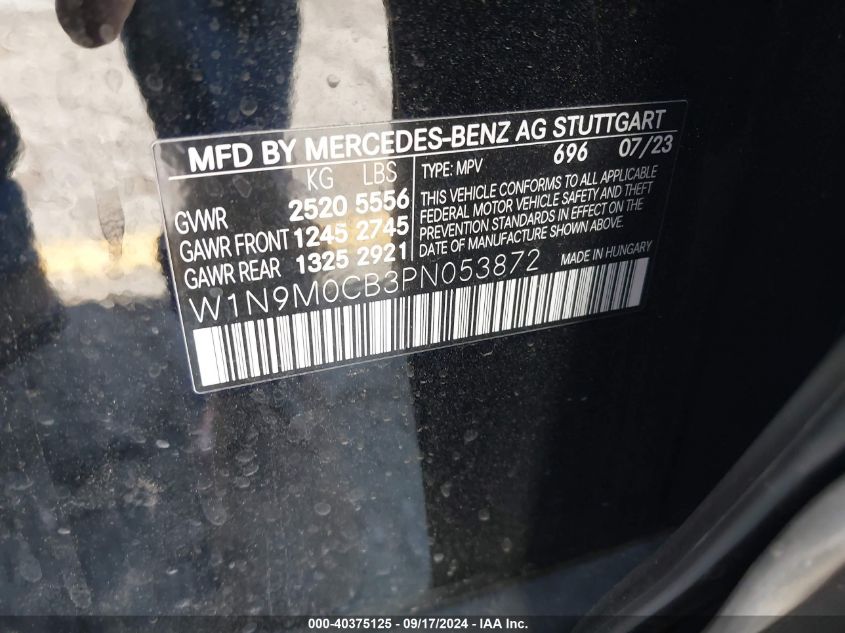 MFD BY MERCEDES-BENZ AG STUTTGART
KG LBS
GVWR 2520 5556
GAWR FRONT 1245 2745
GAWR REAR 1325 2921
TYPE: MPV 696 07/23
THIS VEHICLE CONFORMS TO ALL APPLICABLE
FEDERAL MOTOR VEHICLE SAFETY AND THEFT
PREVENTION STANDARDS IN EFFECT ON THE
DATE OF MANUFACTURE SHOWN ABOVE.
MADE IN HUNGARY
W1N9M0CB3PN053872
000-40375125 - 09/17/2024 - IAA, Inc.